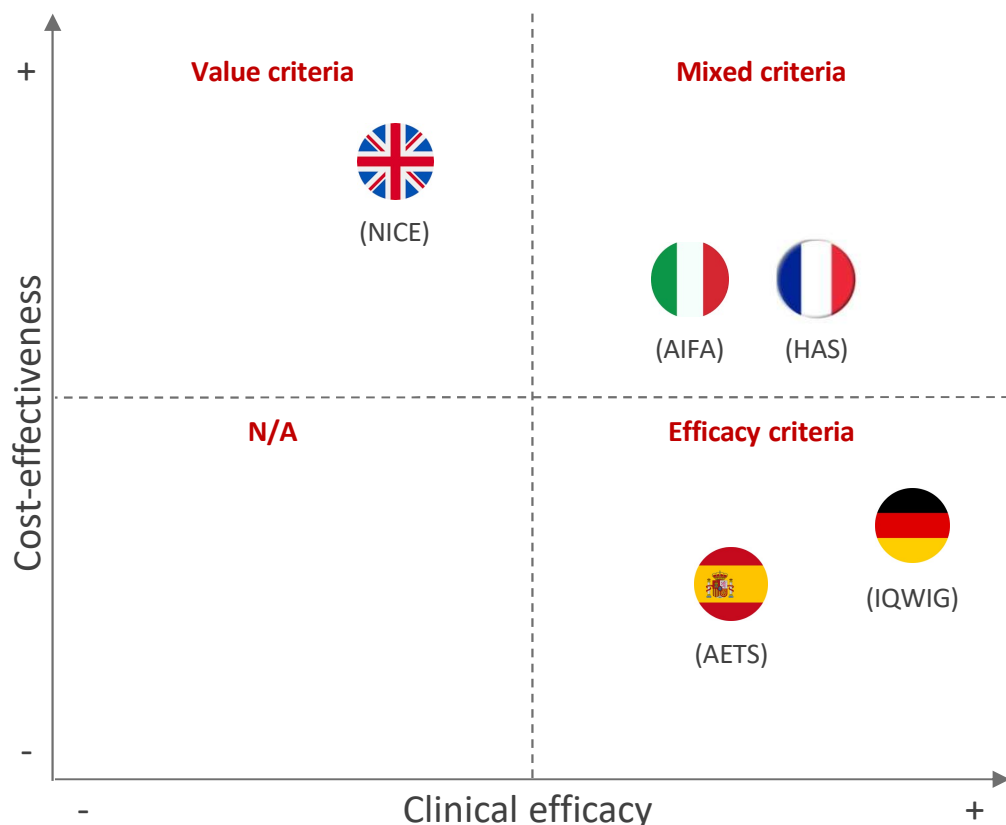 +
Value criteria
Mixed criteria
(NICE)
(AIFA)
(HAS)
Cost-effectiveness
N/A
Efficacy criteria
(IQWIG)
(AETS)
-
-
Clinical efficacy
+